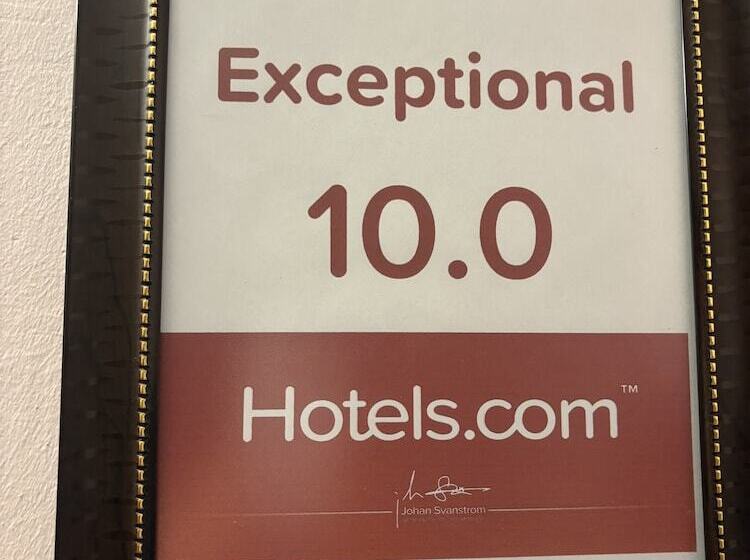 Exceptional
10.0
Hotels.com™
Johan Svanstrom